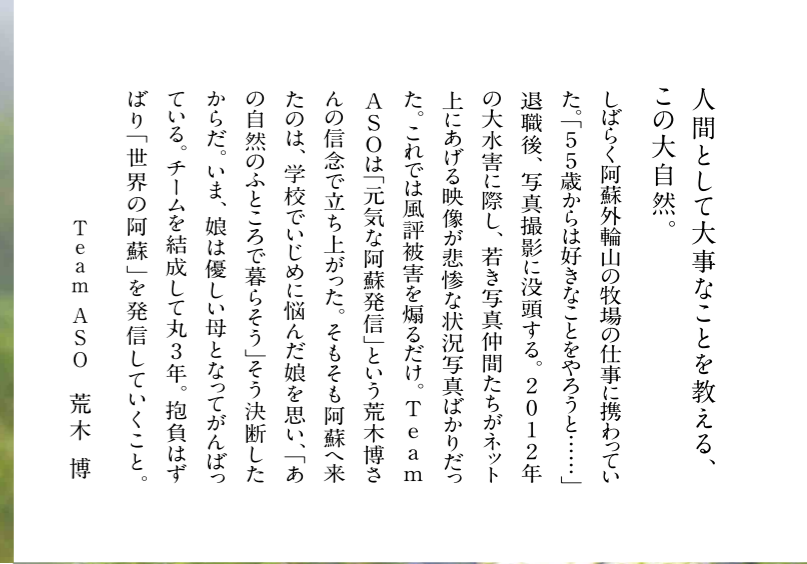 人間として大事なことを教える、
この大自然。
しばらく阿蘇外輪山の牧場の仕事に携わってい
た。「55歳からは好きなことをやろうと……」
退職後、写真撮影に没頭する。2012年
の大水害に際し、若き写真仲間たちがネット
上にあげる映像が悲惨な状況写真ばかりだっ
た。これでは風評被害を煽るだけ。Team
ASOは「元気な阿蘇発信」という荒木博さ
んの信念で立ち上がった。そもそも阿蘇へ来
たのは、学校でいじめに悩んだ娘を思い、「あ
の自然のふところで暮らそう」そう決断した
からだ。いま、娘は優しい母となってがんばっ
ている。チームを結成して丸3年。抱負はず
ばり「世界の阿蘇」を発信していくこと。
Team ASO 荒木 博